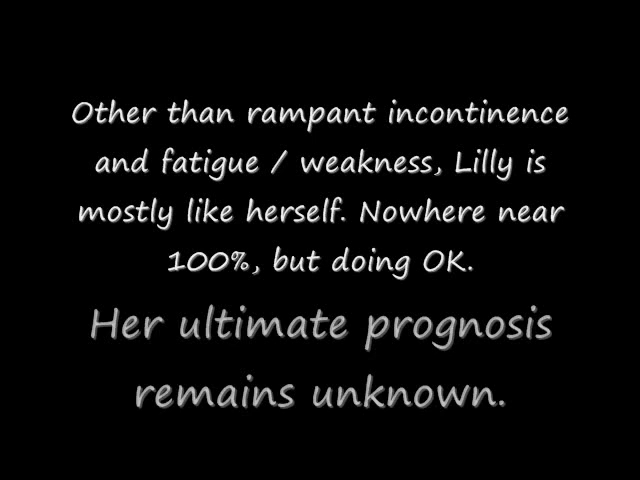 Other than rampant incontinence
and fatigue / weakness, Lilly is
mostly like herself. Nowhere near
100%, but doing OK.
Her ultimate prognosis
remains unknown.